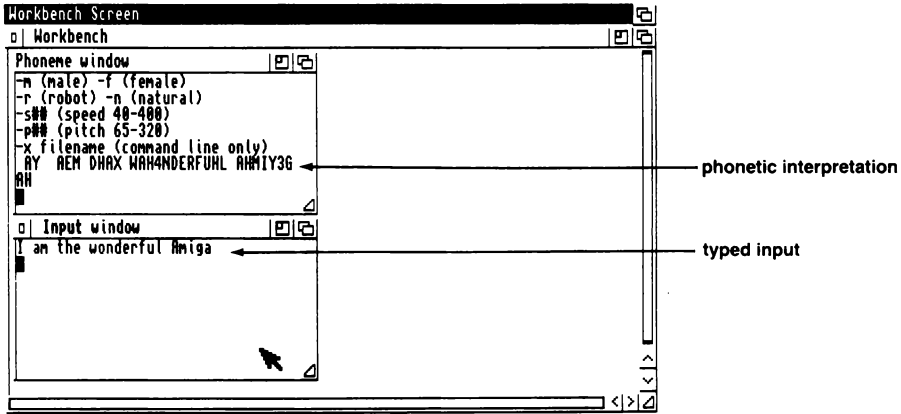 Workbench Screen
Workbench
Phoneme window
-m (male) -f (female)
-r (robot) -n (natural)
-s## (speed 40-400)
-p## (pitch 65-320)
-x filename (command line only)
AY AEM DHAX WAH4NDERFUHL AHMIY3G
AH
phonetic interpretation
Input window
I am the wonderful Amiga
typed input